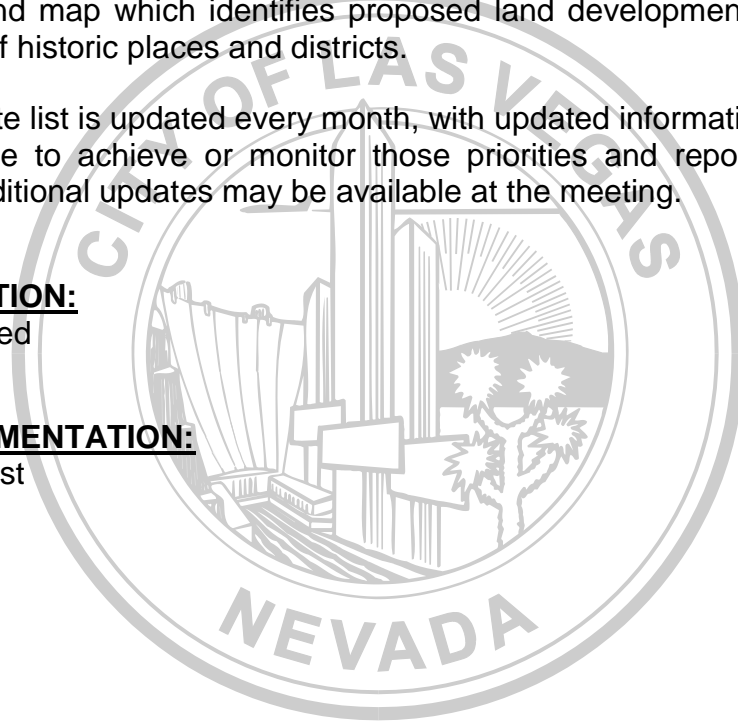 nd map which identifies proposed land developmen
f historic places and districts.
te list is updated every month, with updated informati
e to achieve or monitor those priorities and repo
ditional updates may be available at the meeting.
TION:
ed
MENTATION:
st
CITY OF LAS VEGAS
NEVADA